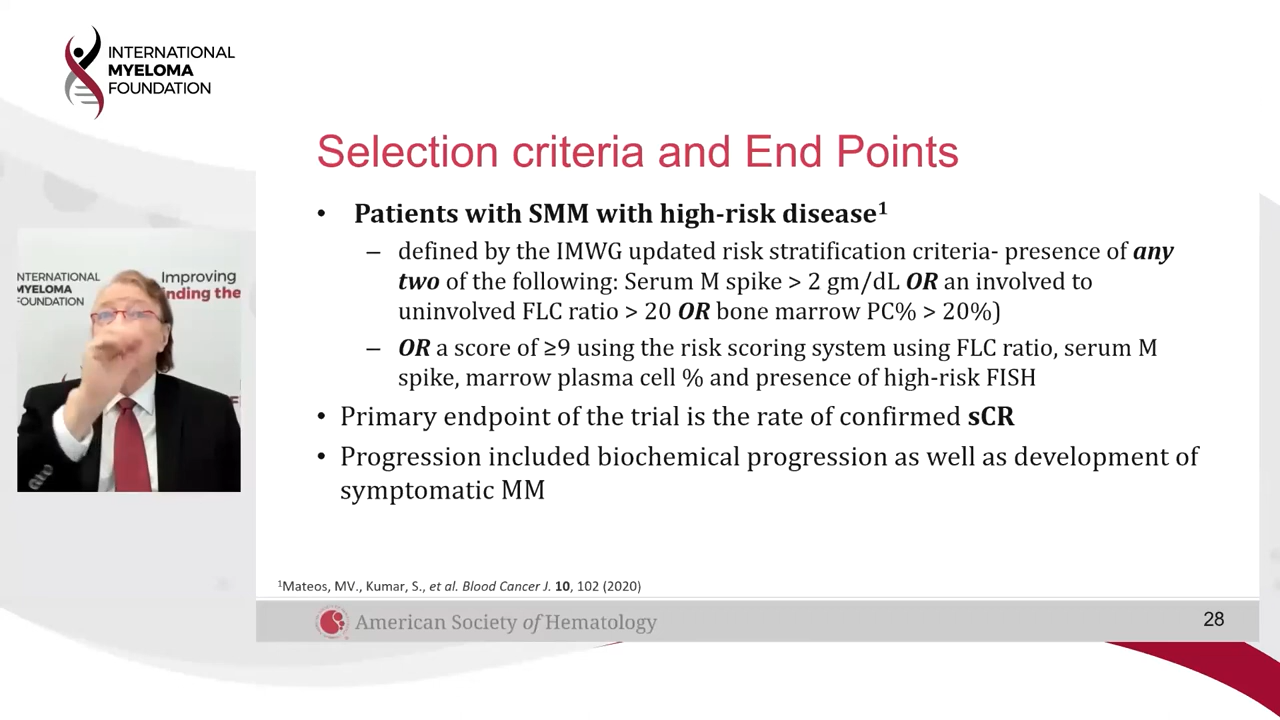 INTERNATIONAL
MYELOMA
FOUNDATION
Selection criteria and End Points
• Patients with SMM with high-risk disease¹
– defined by the IMWG updated risk stratification criteria- presence of any
two of the following: Serum M spike > 2 gm/dL OR an involved to
uninvolved FLC ratio > 20 OR bone marrow PC% > 20%)
– OR a score of ≥9 using the risk scoring system using FLC ratio, serum M
spike, marrow plasma cell % and presence of high-risk FISH
• Primary endpoint of the trial is the rate of confirmed sCR
• Progression included biochemical progression as well as development of
symptomatic MM
INTERNATIONAL
MYELOMA
FOUNDATION
Improving
nding the
¹Mateos, MV., Kumar, S., et al. Blood Cancer J. 10, 102 (2020)
American Society of Hematology
28